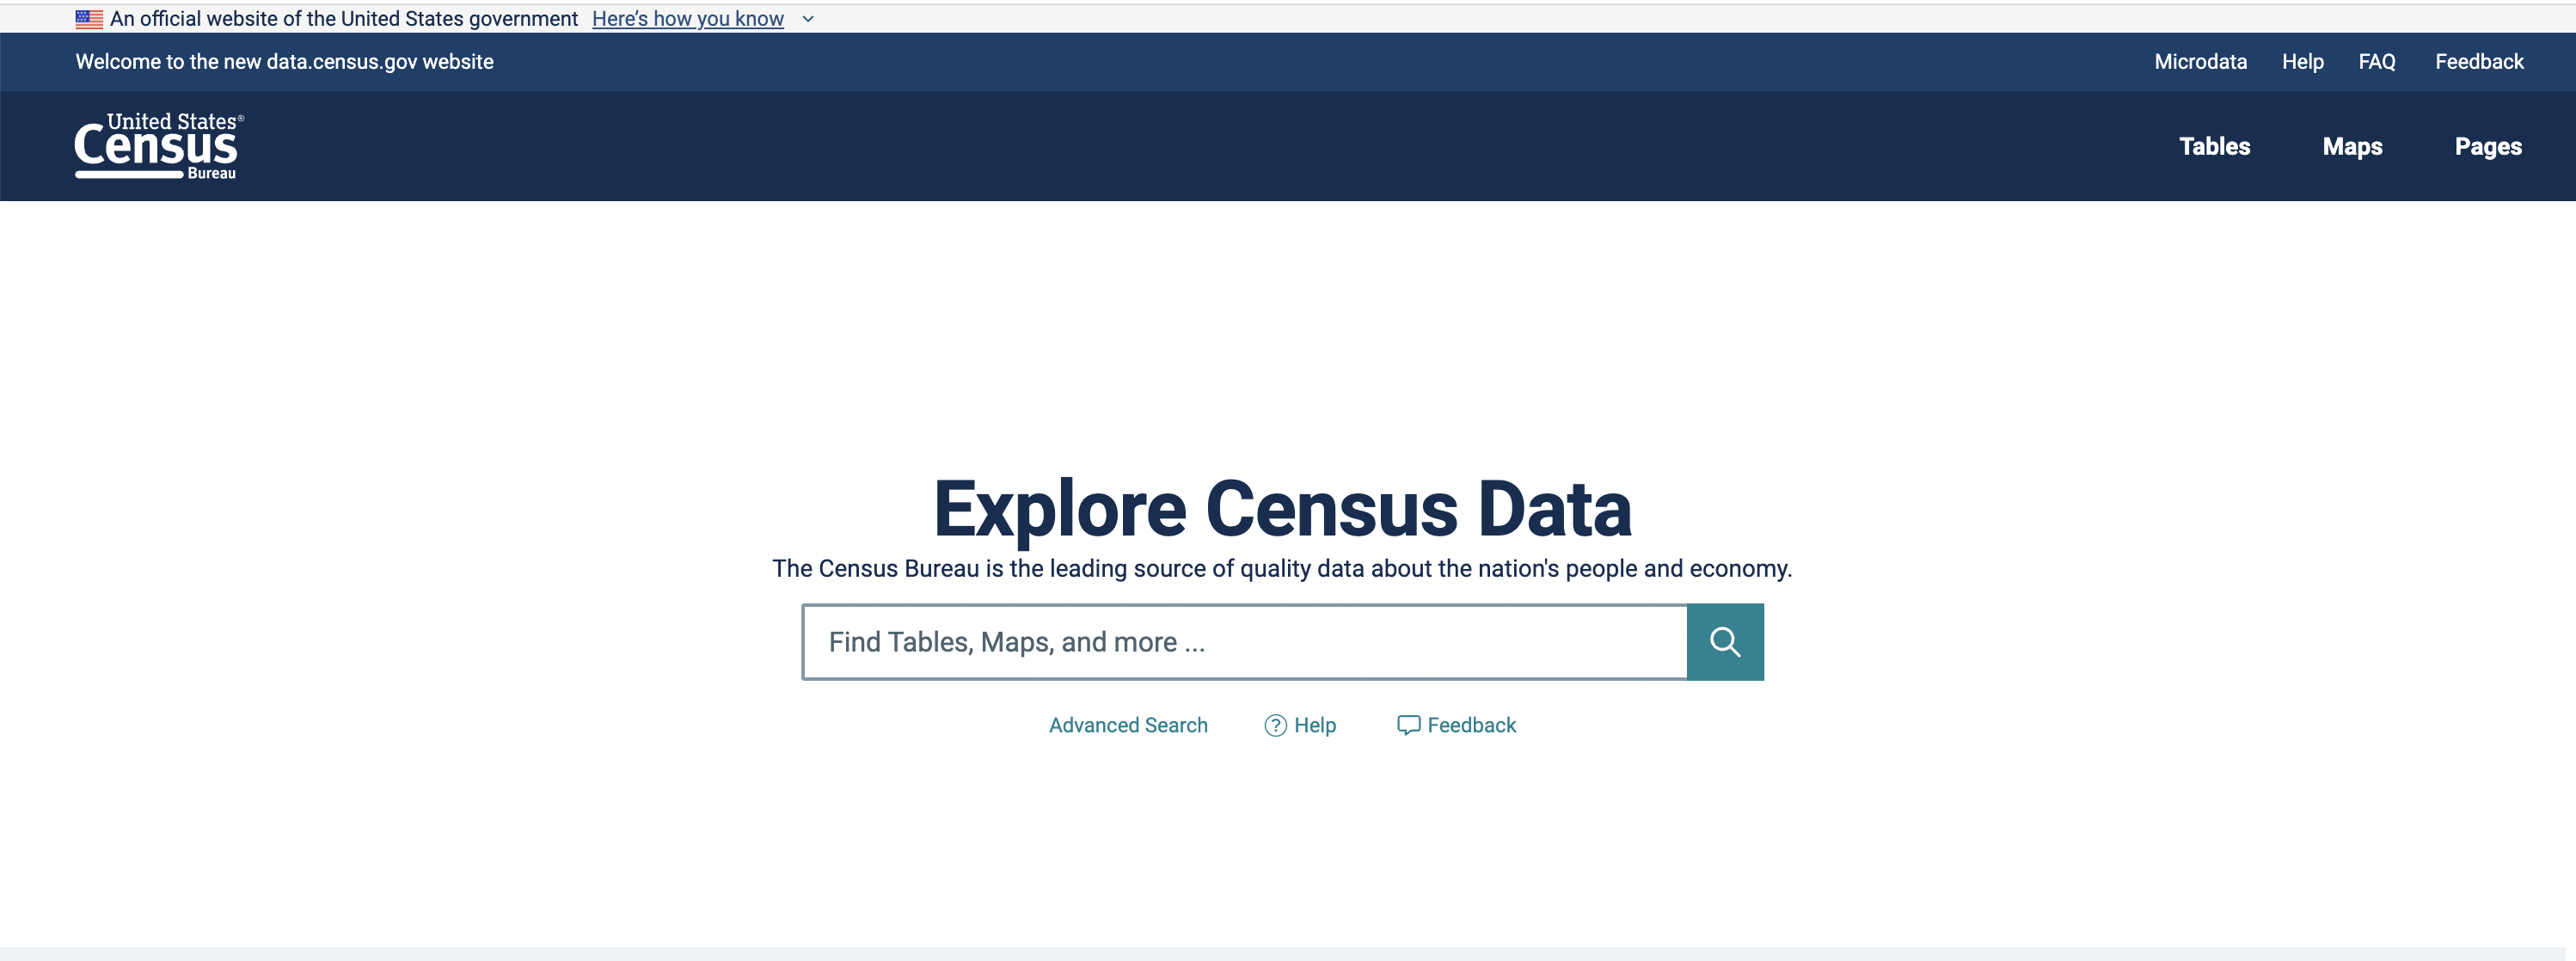 An official website of the United States government Here’s how you know
Welcome to the new data.census.gov website
Microdata Help FAQ Feedback
United States®
Census
Bureau
Tables Maps Pages
Explore Census Data
The Census Bureau is the leading source of quality data about the nation's people and economy.
Find Tables, Maps, and more ...
Advanced Search ? Help Feedback